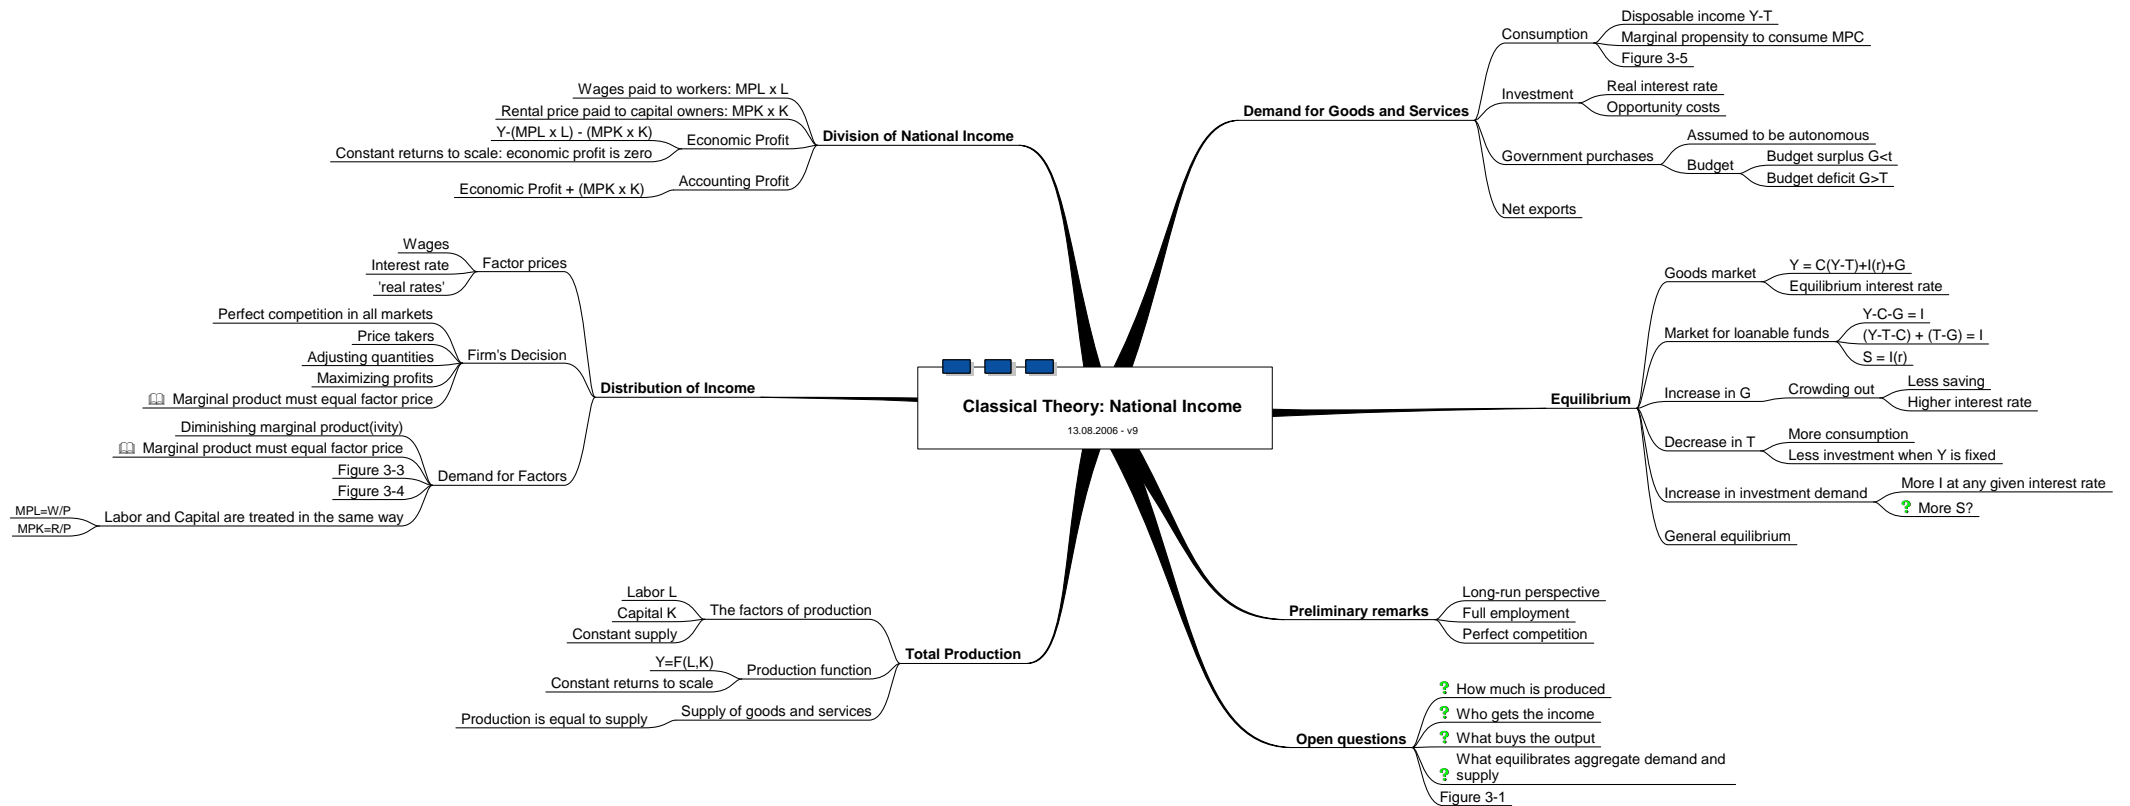 Classical Theory: National Income
13.08.2006 - v9
Demand for Goods and Services
Consumption
Disposable income Y-T
Marginal propensity to consume MPC
Figure 3-5
Investment
Real interest rate
Opportunity costs
Government purchases
Assumed to be autonomous
Budget
Budget surplus G<t
Budget deficit G>T
Net exports
Equilibrium
Goods market
Y = C(Y-T)+I(r)+G
Equilibrium interest rate
Market for loanable funds
Y-C-G = I
(Y-T-C) + (T-G) = I
S = I(r)
Increase in G
Crowding out
Less saving
Higher interest rate
Decrease in T
More consumption
Less investment when Y is fixed
Increase in investment demand
More I at any given interest rate
? More S?
General equilibrium
Preliminary remarks
Long-run perspective
Full employment
Perfect competition
Open questions
? How much is produced
? Who gets the income
? What buys the output
? What equilibrates aggregate demand and
supply
Figure 3-1
Division of National Income
Wages paid to workers: MPL x L
Rental price paid to capital owners: MPK x K
Economic Profit
Y-(MPL x L) - (MPK x K)
Constant returns to scale: economic profit is zero
Accounting Profit
Economic Profit + (MPK x K)
Distribution of Income
Factor prices
Wages
Interest rate
'real rates'
Firm's Decision
Perfect competition in all markets
Price takers
Adjusting quantities
Maximizing profits
Marginal product must equal factor price
Demand for Factors
Diminishing marginal product(ivity)
Marginal product must equal factor price
Figure 3-3
Figure 3-4
Labor and Capital are treated in the same way
MPL=W/P
MPK=R/P
Total Production
The factors of production
Labor L
Capital K
Constant supply
Production function
Y=F(L,K)
Constant returns to scale
Supply of goods and services
Production is equal to supply